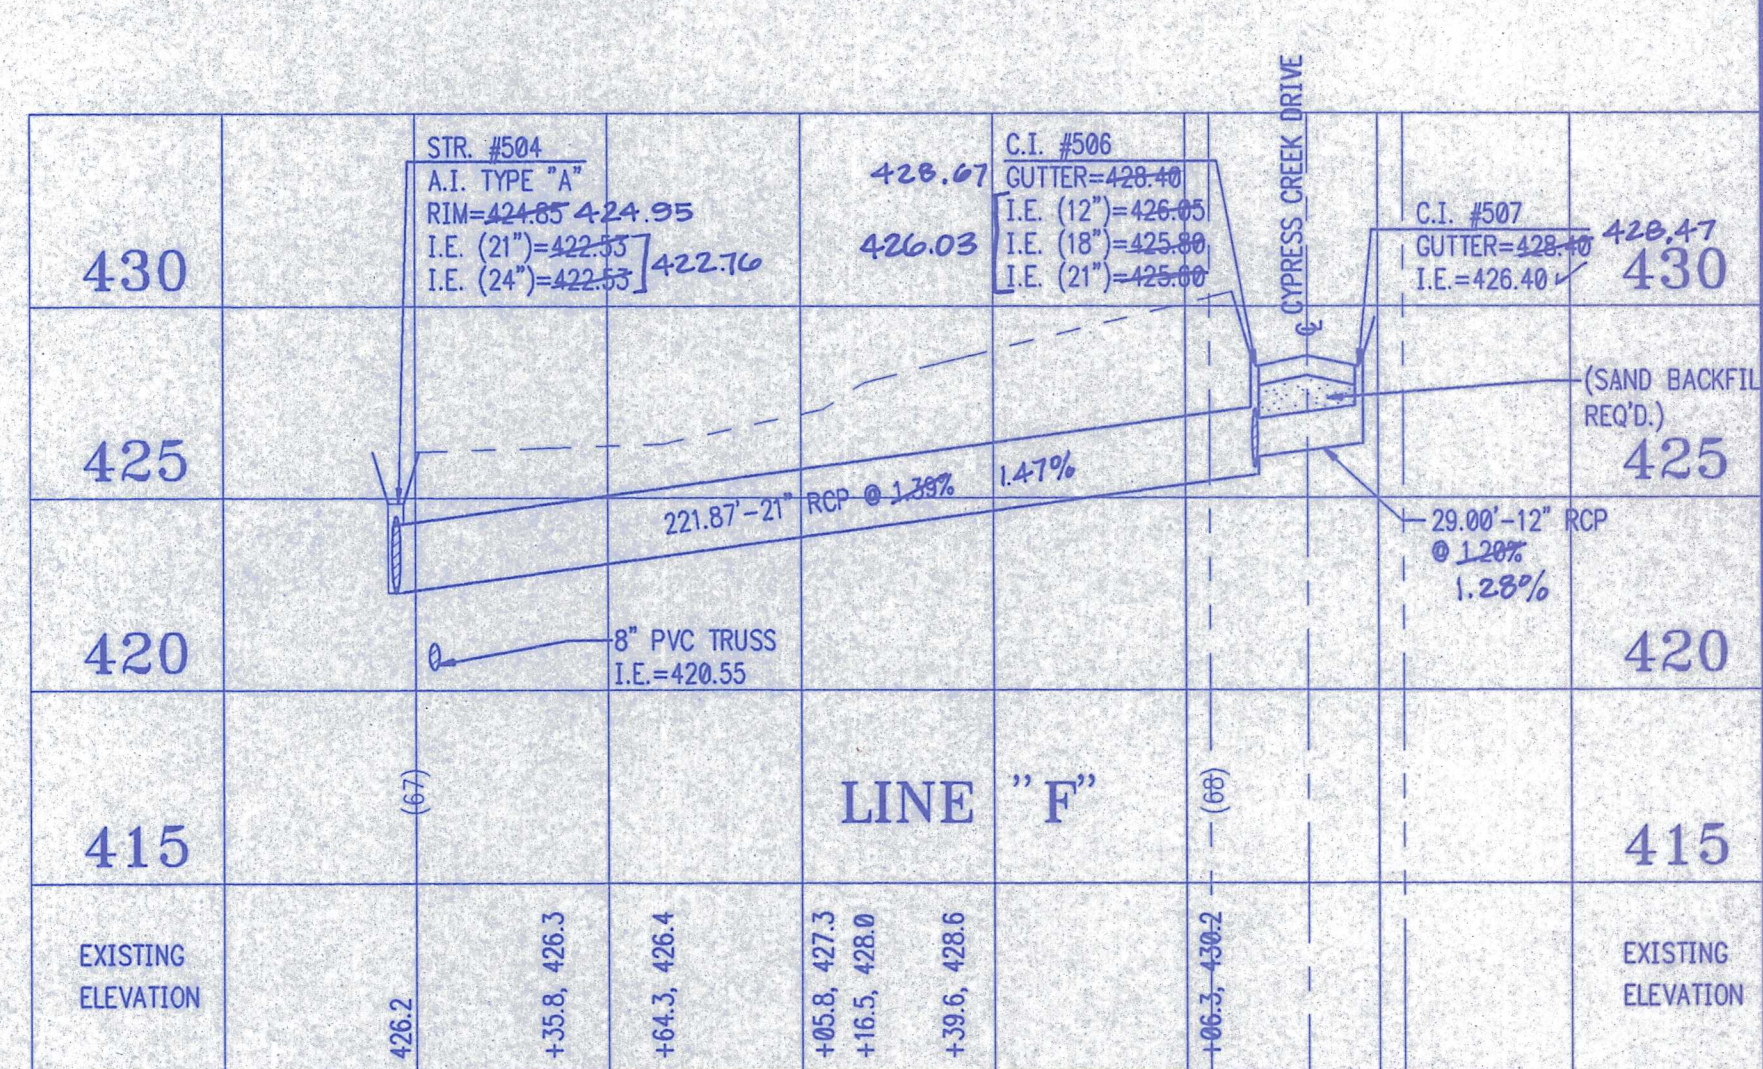 CYPRESS CREEK DRIVE
STR. #504
A.I. TYPE "A"
RIM=424.85 424.95
I.E. (21")=422.53
I.E. (24")=422.53
422.76
428.67
426.03
C.I. #506
GUTTER=428.40
I.E. (12")=426.05
I.E. (18")=425.80
I.E. (21")=425.60
C.I. #507
GUTTER=428.40 428.47
I.E.=426.40
430
430
℄
(SAND BACKFIL
REQ'D.)
425
425
221.87'-21" RCP @ 1.39% 1.47%
29.00'-12" RCP
@ 1.20%
1.28%
420
420
8" PVC TRUSS
I.E.=420.55
(67)
(68)
LINE "F"
415
415
EXISTING
ELEVATION
426.2
+35.8, 426.3
+64.3, 426.4
+05.8, 427.3
+16.5, 428.0
+39.6, 428.6
+06.3, 430.2
EXISTING
ELEVATION